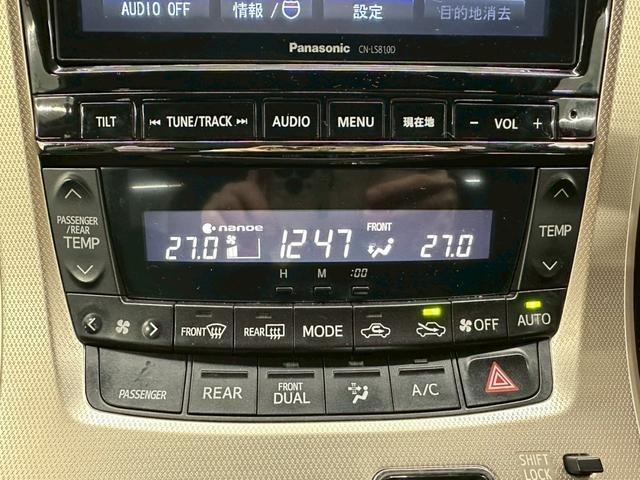 AUDIO OFF 情報 / 設定 目的地消去
Panasonic CN-LS810D
TILT TUNE/TRACK AUDIO MENU 現在地 - VOL +
PASSENGER
/REAR
TEMP
nanoe FRONT
27.0 12:47 27.0
TEMP
H M :00
FRONT REAR MODE OFF AUTO
PASSENGER REAR FRONT DUAL A/C
SHIFT
LOCK